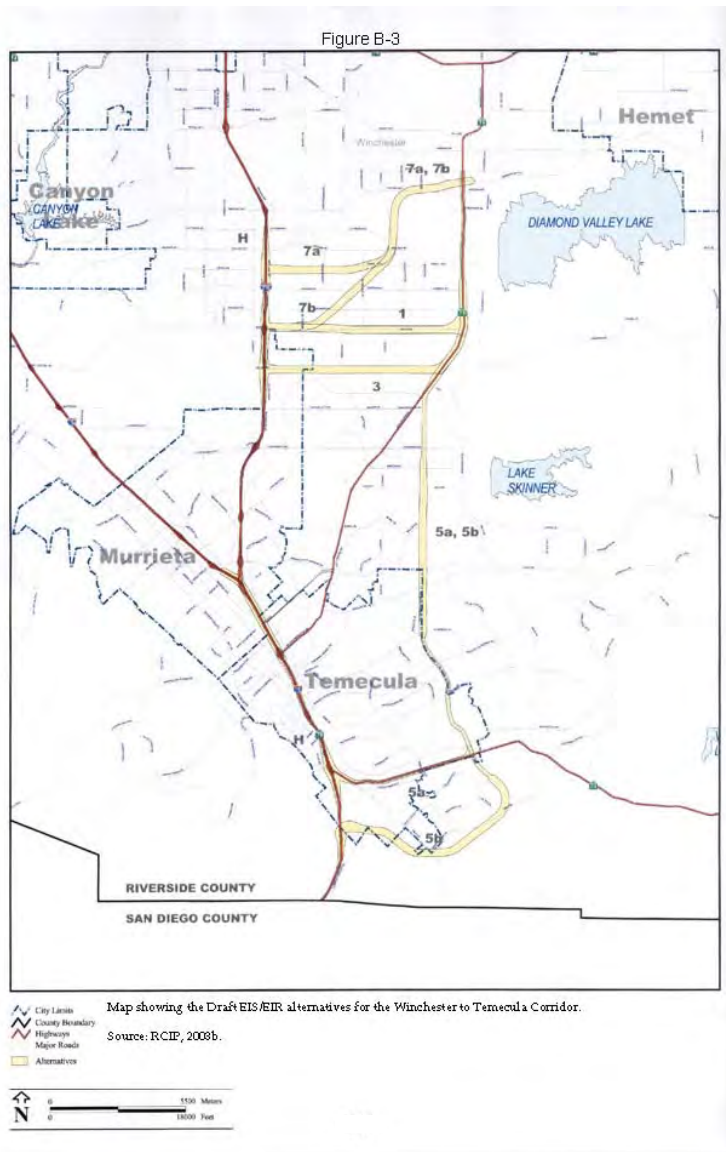 Figure B-3
Hemet
Winchester
7a, 7b
Canyon
Lake
CANYON
LAKE
DIAMOND VALLEY LAKE
H
7a
7b
1
3
LAKE
SKINNER
5a, 5b
Murrieta
Temecula
H
5a
5b
RIVERSIDE COUNTY
SAN DIEGO COUNTY
City Limits
County Boundary
Highways
Major Roads
Alternatives
Map showing the Draft EIS/EIR alternatives for the Winchester to Temecula Corridor.
Source: RCIP, 2003b.
N
0 5500 Meters
0 18000 Feet